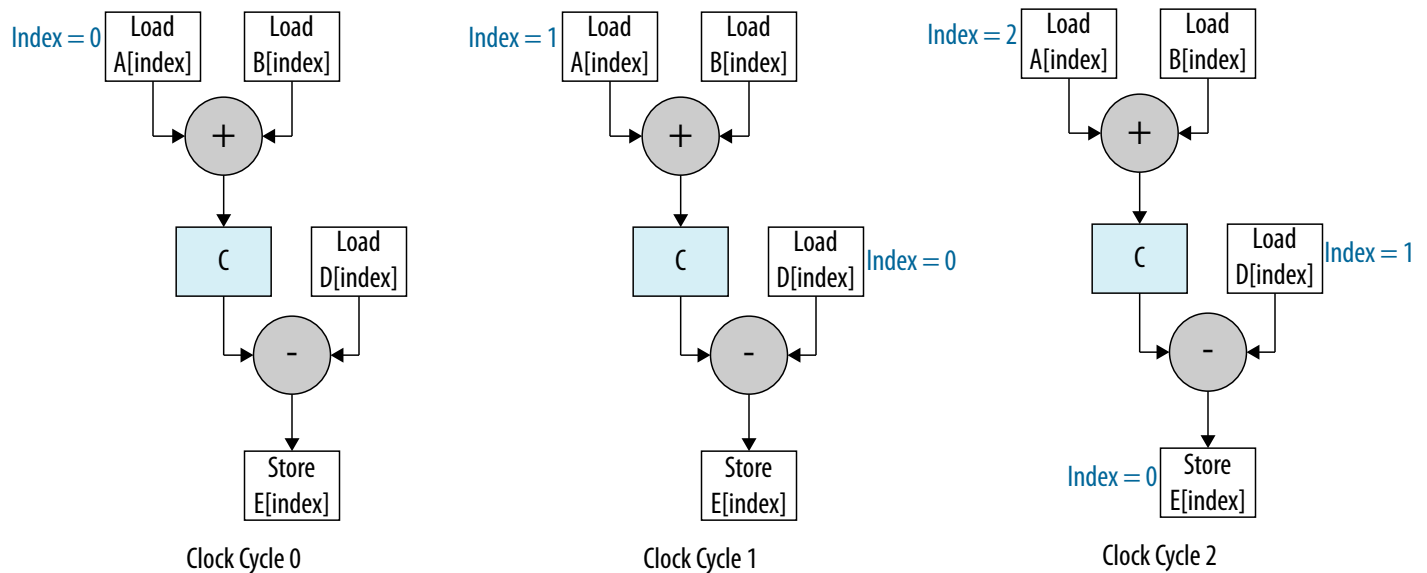 Index = 0
Load
A[index]
Load
B[index]
+
C
Load
D[index]
-
Store
E[index]
Clock Cycle 0
Index = 1
Load
A[index]
Load
B[index]
+
C
Load
D[index]
Index = 0
-
Store
E[index]
Clock Cycle 1
Index = 2
Load
A[index]
Load
B[index]
+
C
Load
D[index]
Index = 1
-
Index = 0
Store
E[index]
Clock Cycle 2